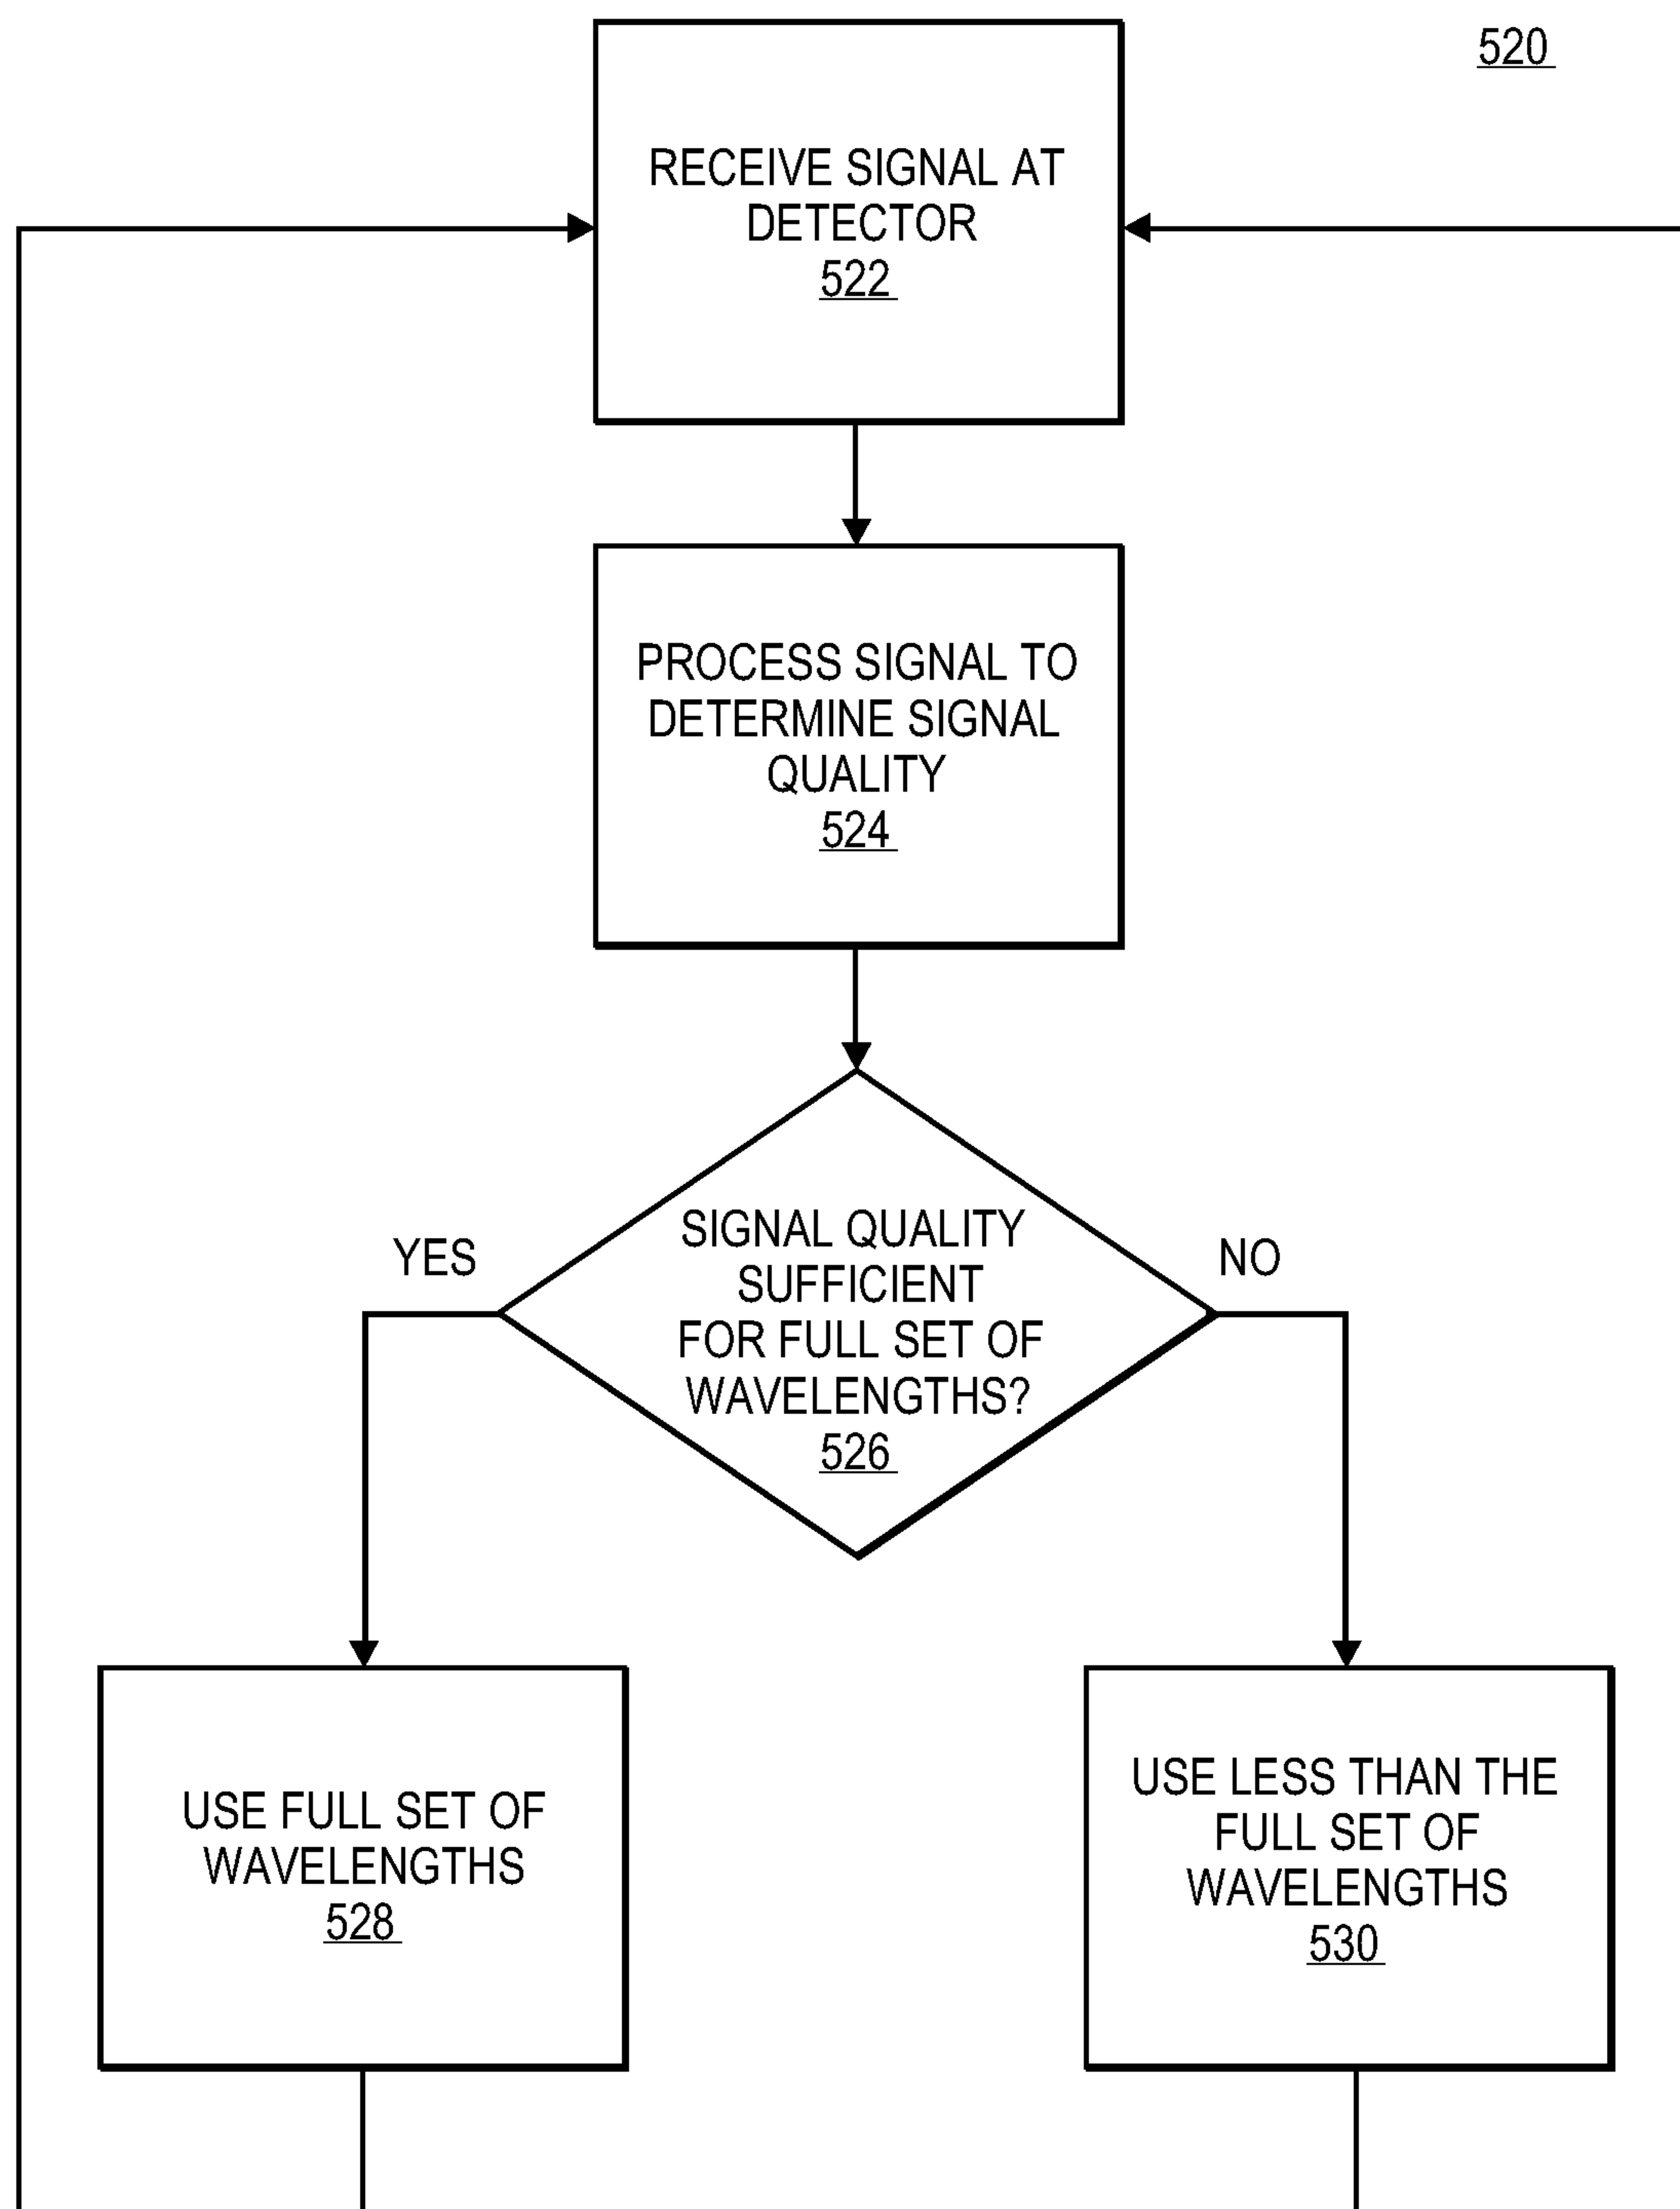 520
RECEIVE SIGNAL AT
DETECTOR
522
PROCESS SIGNAL TO
DETERMINE SIGNAL
QUALITY
524
SIGNAL QUALITY
SUFFICIENT
FOR FULL SET OF
WAVELENGTHS?
526
YES
NO
USE FULL SET OF
WAVELENGTHS
528
USE LESS THAN THE
FULL SET OF
WAVELENGTHS
530